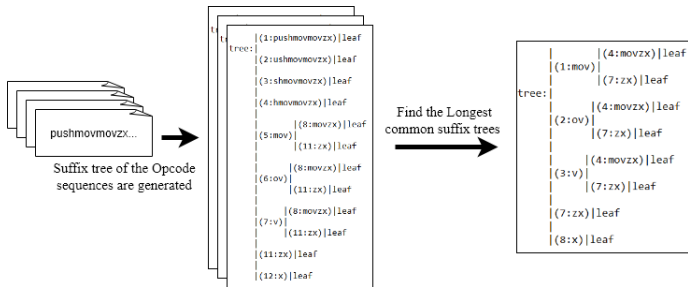 pushmovmovzx...
Suffix tree of the Opcode
sequences are generated
|(1:pushmovmovzx)|leaf
tree:|
|(2:ushmovmovzx)|leaf
|(3:shmovmovzx)|leaf
|(4:hmovmovzx)|leaf
|(8:movzx)|leaf
|(5:mov)|
|(11:zx)|leaf
|(8:movzx)|leaf
|(6:ov)|
|(11:zx)|leaf
|(8:movzx)|leaf
|(7:v)|
|(11:zx)|leaf
|(11:zx)|leaf
|(12:x)|leaf
Find the Longest
common suffix trees
|(4:movzx)|leaf
|(1:mov)|
tree:| |(7:zx)|leaf
|(4:movzx)|leaf
|(2:ov)|
|(7:zx)|leaf
|(4:movzx)|leaf
|(3:v)|
|(7:zx)|leaf
|(7:zx)|leaf
|(8:x)|leaf